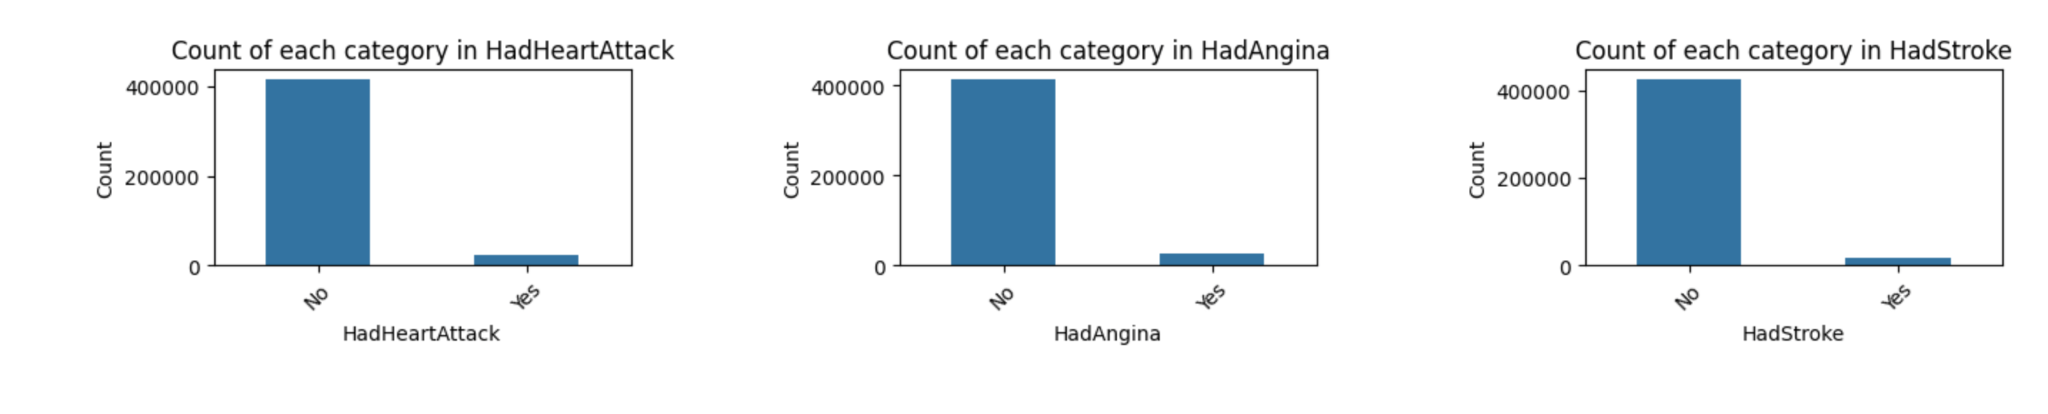 Count of each category in HadHeartAttack
Count
400000
200000
0
No
Yes
HadHeartAttack
Count of each category in HadAngina
Count
400000
200000
0
No
Yes
HadAngina
Count of each category in HadStroke
Count
400000
200000
0
No
Yes
HadStroke